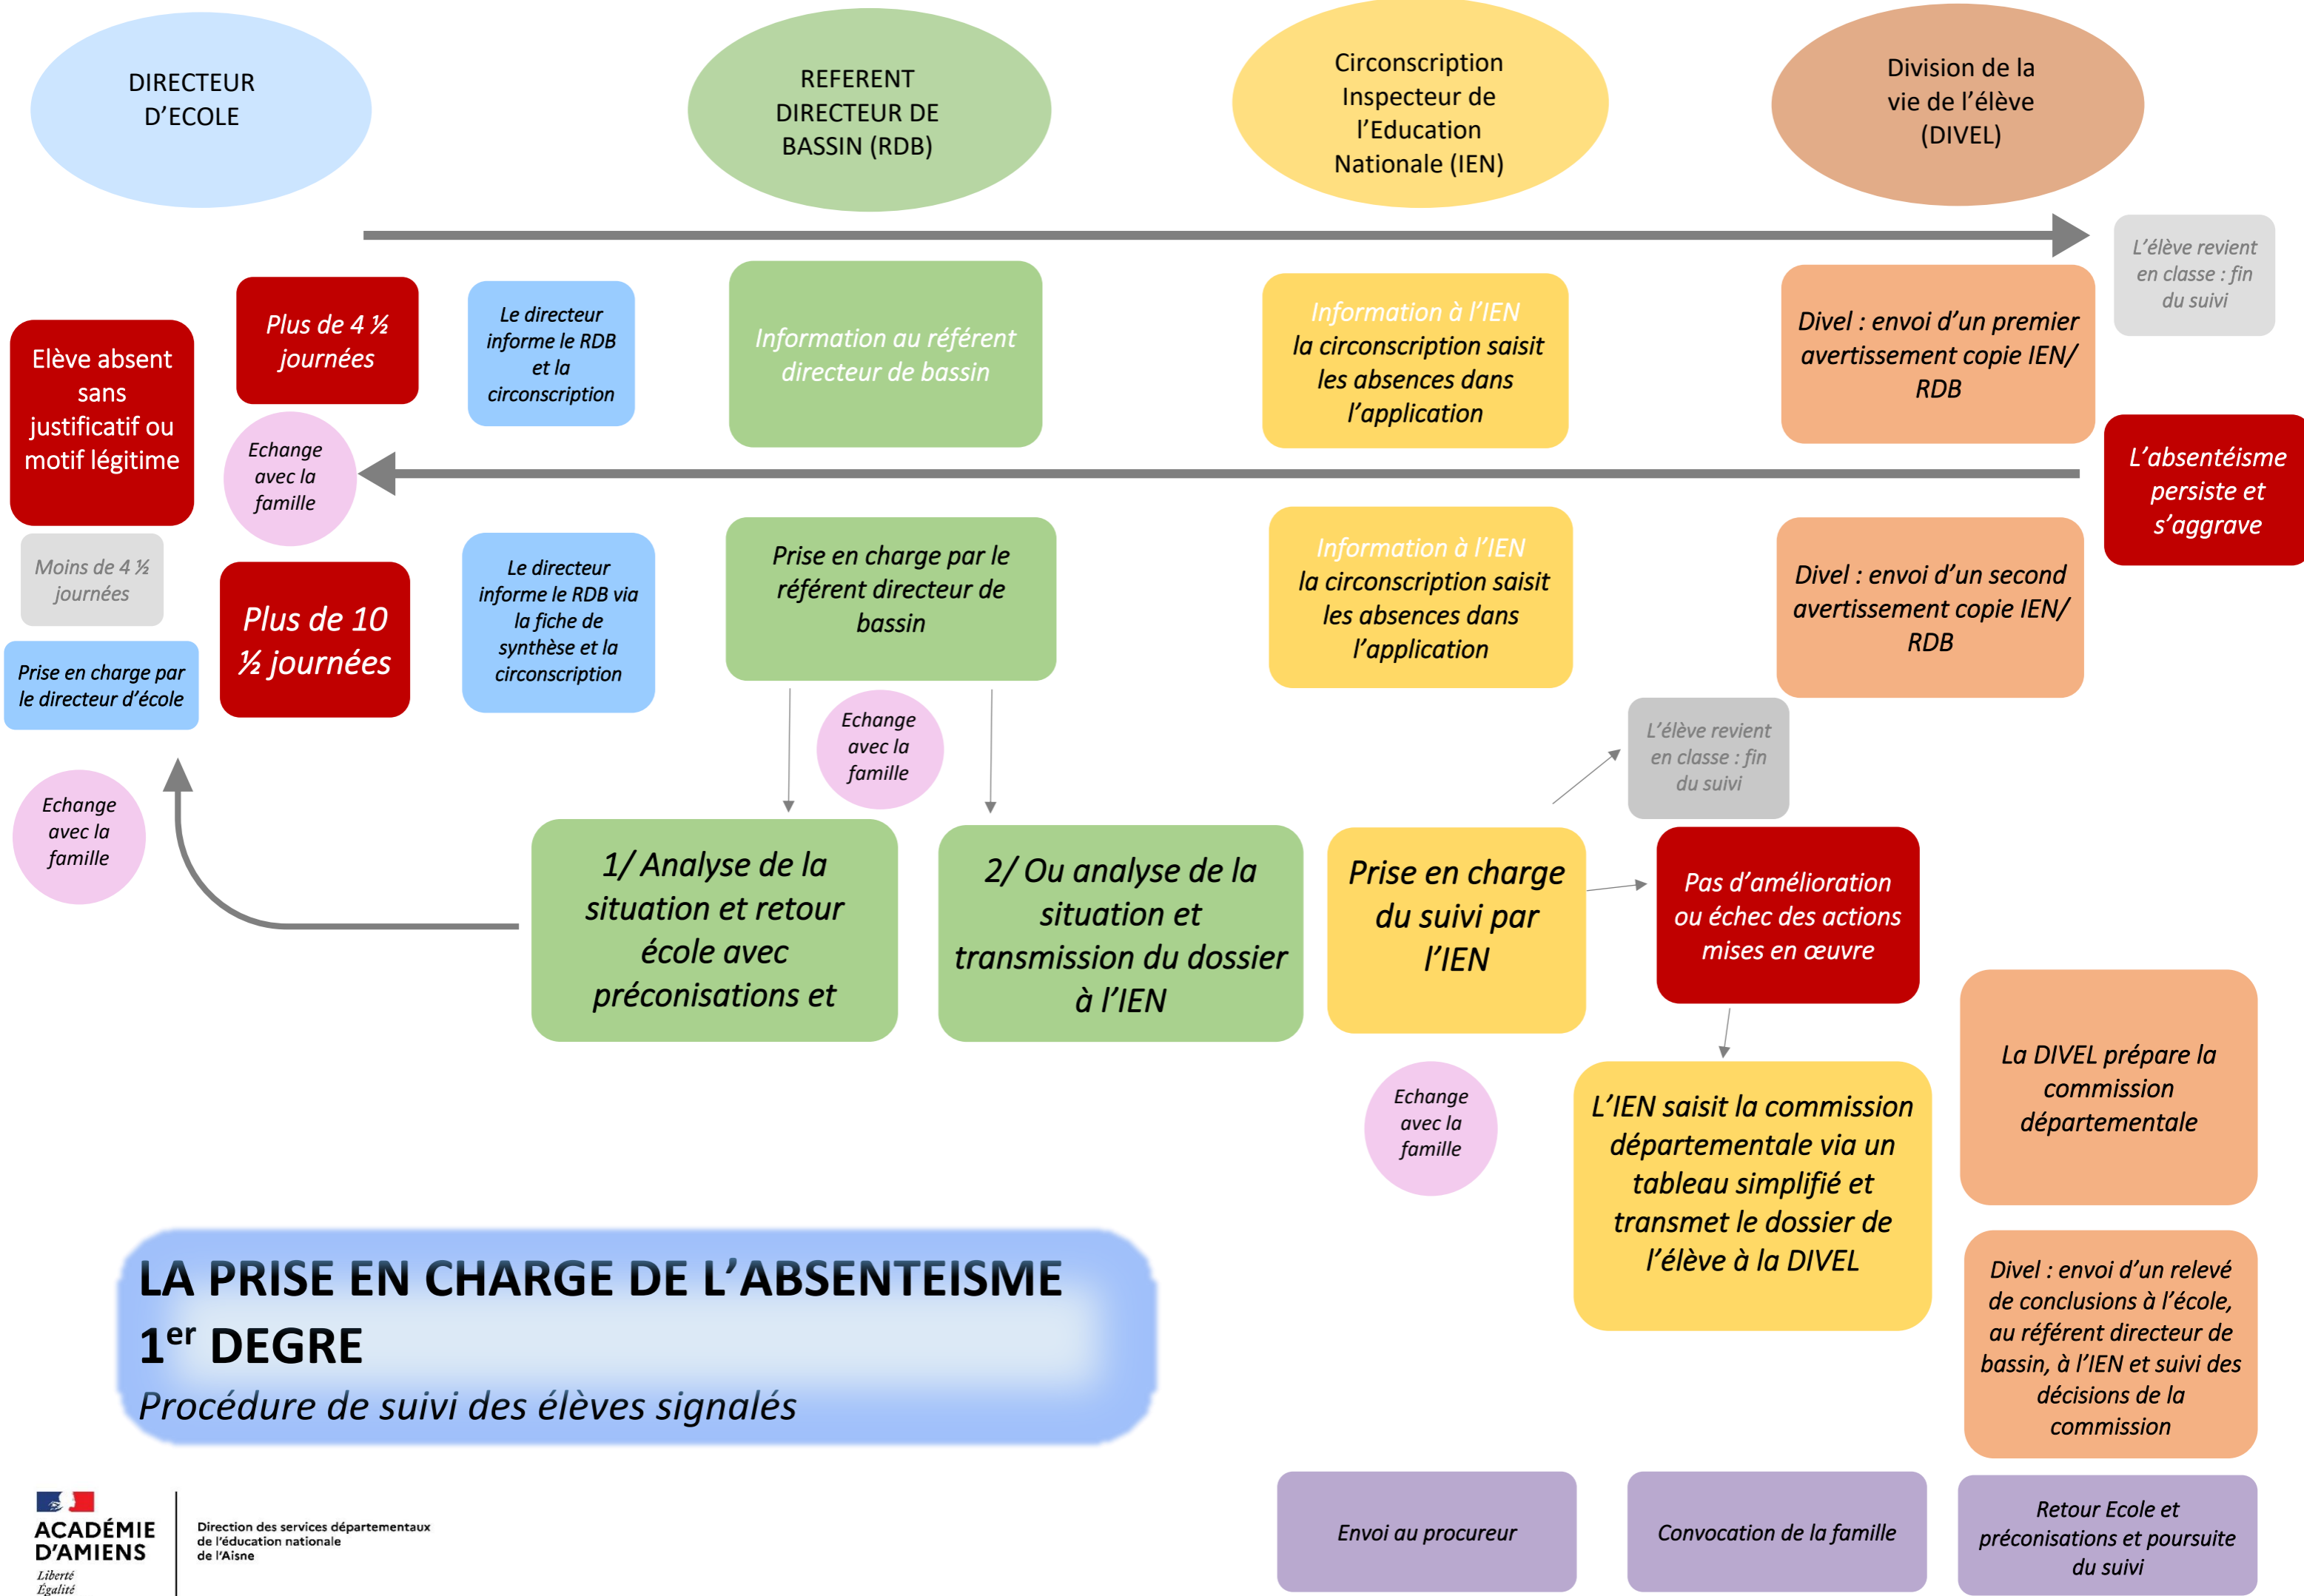 DIRECTEUR
D’ECOLE
REFERENT
DIRECTEUR DE
BASSIN (RDB)
Circonscription
Inspecteur de
l’Education
Nationale (IEN)
Division de la
vie de l’élève
(DIVEL)
L’élève revient
en classe : fin
du suivi
Elève absent
sans
justificatif ou
motif légitime
Plus de 4 ½
journées
Le directeur
informe le RDB
et la
circonscription
Information au référent
directeur de bassin
Information à l’IEN
la circonscription saisit
les absences dans
l’application
Divel : envoi d’un premier
avertissement copie IEN/
RDB
Echange
avec la
famille
L’absentéisme
persiste et
s’aggrave
Moins de 4 ½
journées
Prise en charge par
le directeur d’école
Plus de 10
½ journées
Le directeur
informe le RDB via
la fiche de
synthèse et la
circonscription
Prise en charge par le
référent directeur de
bassin
Information à l’IEN
la circonscription saisit
les absences dans
l’application
Divel : envoi d’un second
avertissement copie IEN/
RDB
Echange
avec la
famille
Echange
avec la
famille
L’élève revient
en classe : fin
du suivi
1/ Analyse de la
situation et retour
école avec
préconisations et
2/ Ou analyse de la
situation et
transmission du dossier
à l’IEN
Prise en charge
du suivi par
l’IEN
Pas d’amélioration
ou échec des actions
mises en œuvre
Echange
avec la
famille
L’IEN saisit la commission
départementale via un
tableau simplifié et
transmet le dossier de
l’élève à la DIVEL
La DIVEL prépare la
commission
départementale
Divel : envoi d’un relevé
de conclusions à l’école,
au référent directeur de
bassin, à l’IEN et suivi des
décisions de la
commission
LA PRISE EN CHARGE DE L’ABSENTEISME
1er DEGRE
Procédure de suivi des élèves signalés
Envoi au procureur
Convocation de la famille
Retour Ecole et
préconisations et poursuite
du suivi
ACADÉMIE
D’AMIENS
Liberté
Égalité
Direction des services départementaux
de l’éducation nationale
de l’Aisne